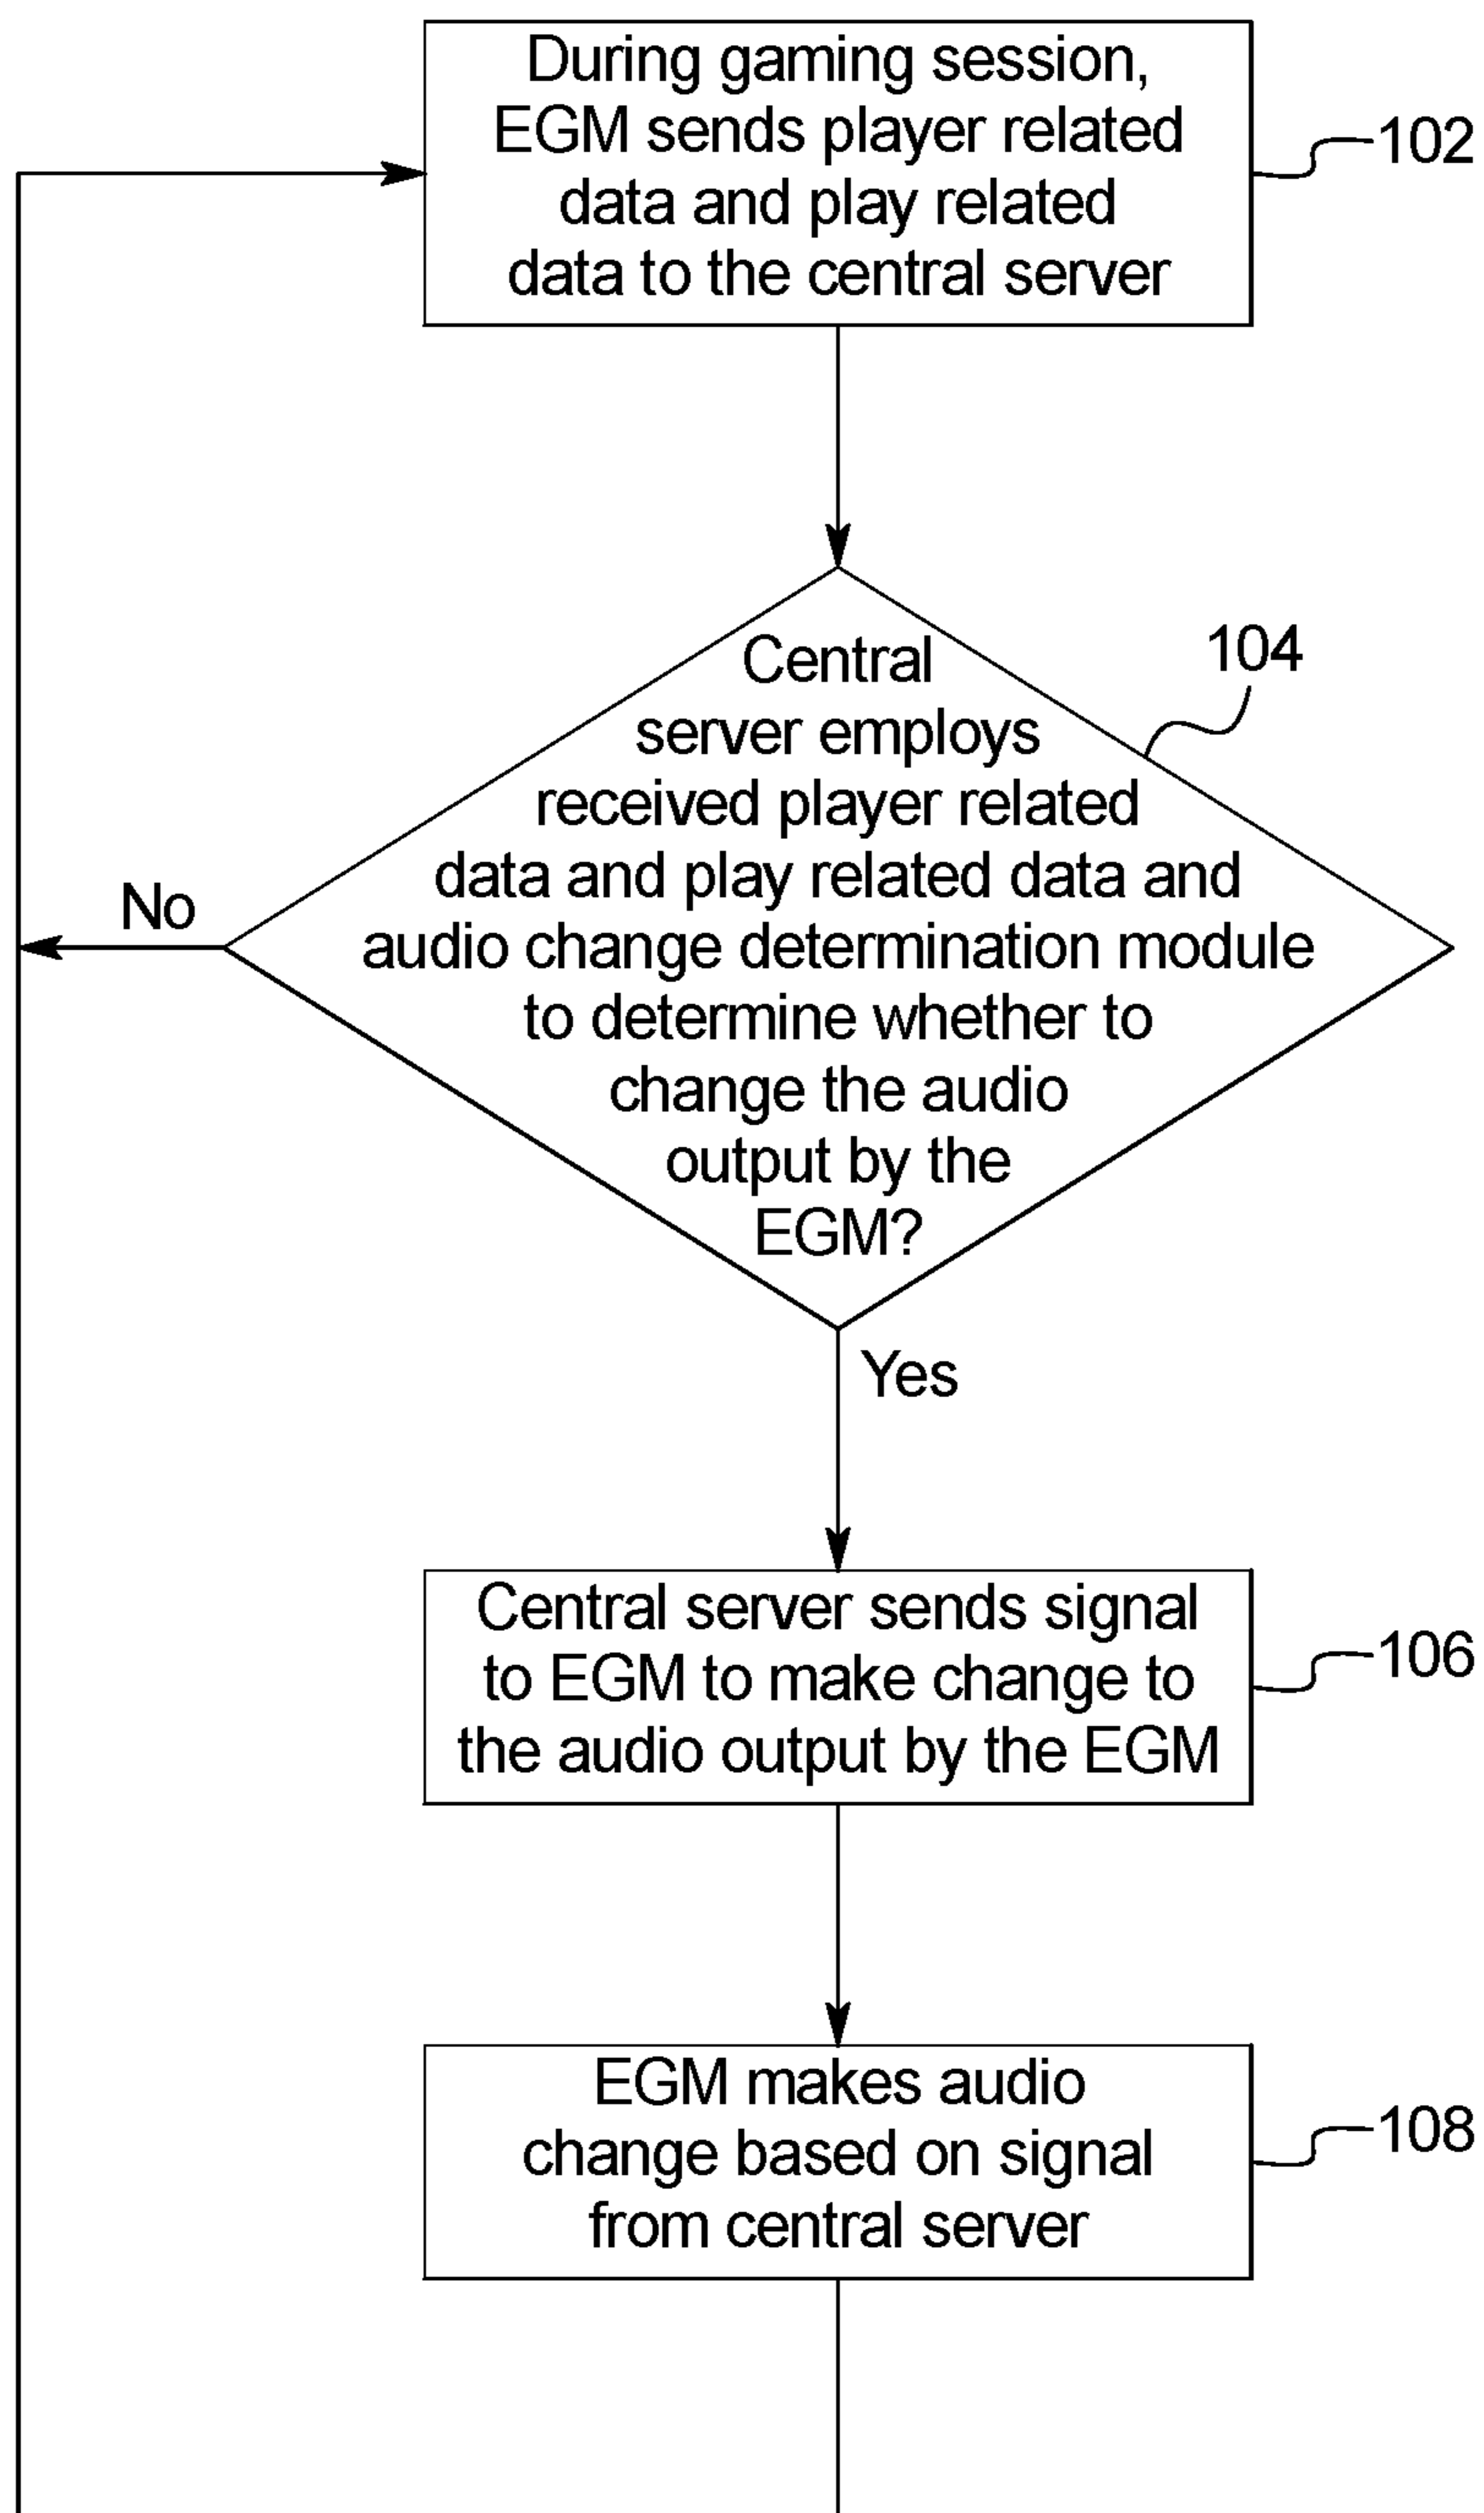 During gaming session,
EGM sends player related
data and play related
data to the central server
102
Central
server employs
received player related
data and play related data and
audio change determination module
to determine whether to
change the audio
output by the
EGM?
104
No
Yes
Central server sends signal
to EGM to make change to
the audio output by the EGM
106
EGM makes audio
change based on signal
from central server
108